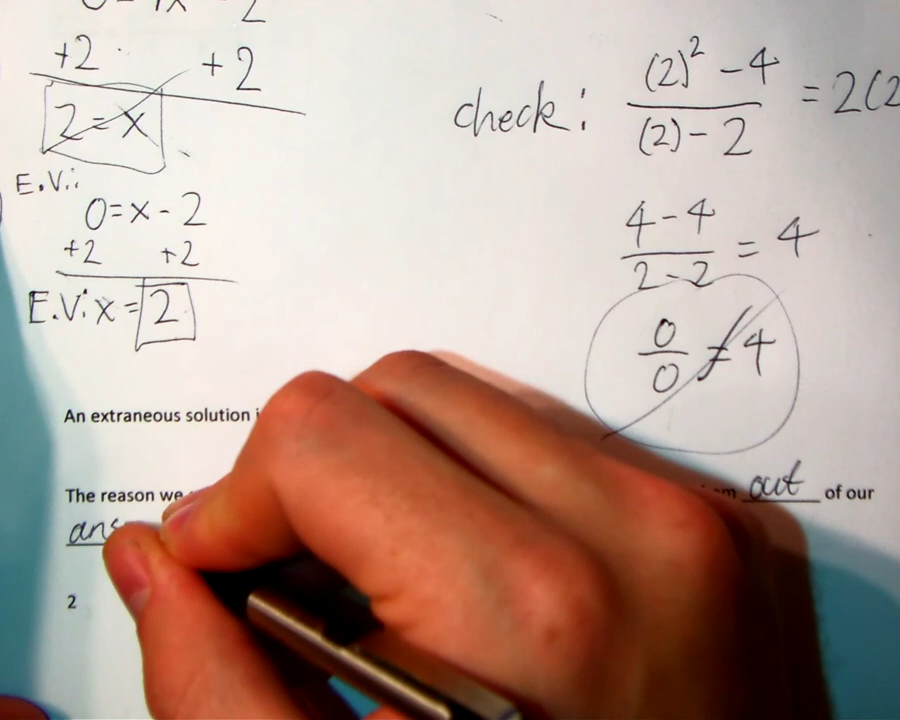 +2 +2
2 = x
E.V.:
0 = x - 2
+2 +2
E.V: x = 2
check: (2)² - 4 = 2(2
(2) - 2
4 - 4 = 4
2 - 2
0 ≠ 4
0
An extraneous solution i
The reason we out of our
ans
2